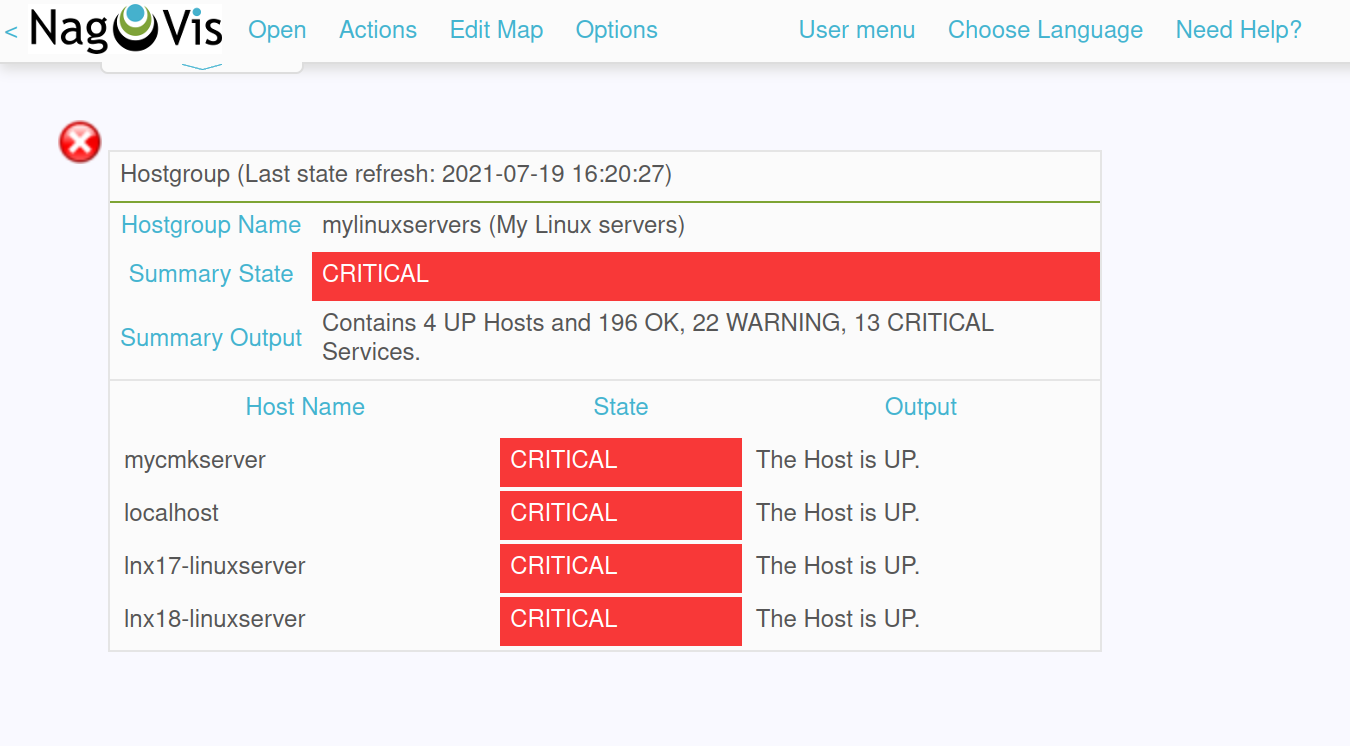 < NagVis Open Actions Edit Map Options User menu Choose Language Need Help?
Hostgroup (Last state refresh: 2021-07-19 16:20:27)
Hostgroup Name mylinuxservers (My Linux servers)
Summary State CRITICAL
Summary Output Contains 4 UP Hosts and 196 OK, 22 WARNING, 13 CRITICAL
Services.
Host Name State Output
mycmkserver CRITICAL The Host is UP.
localhost CRITICAL The Host is UP.
lnx17-linuxserver CRITICAL The Host is UP.
lnx18-linuxserver CRITICAL The Host is UP.